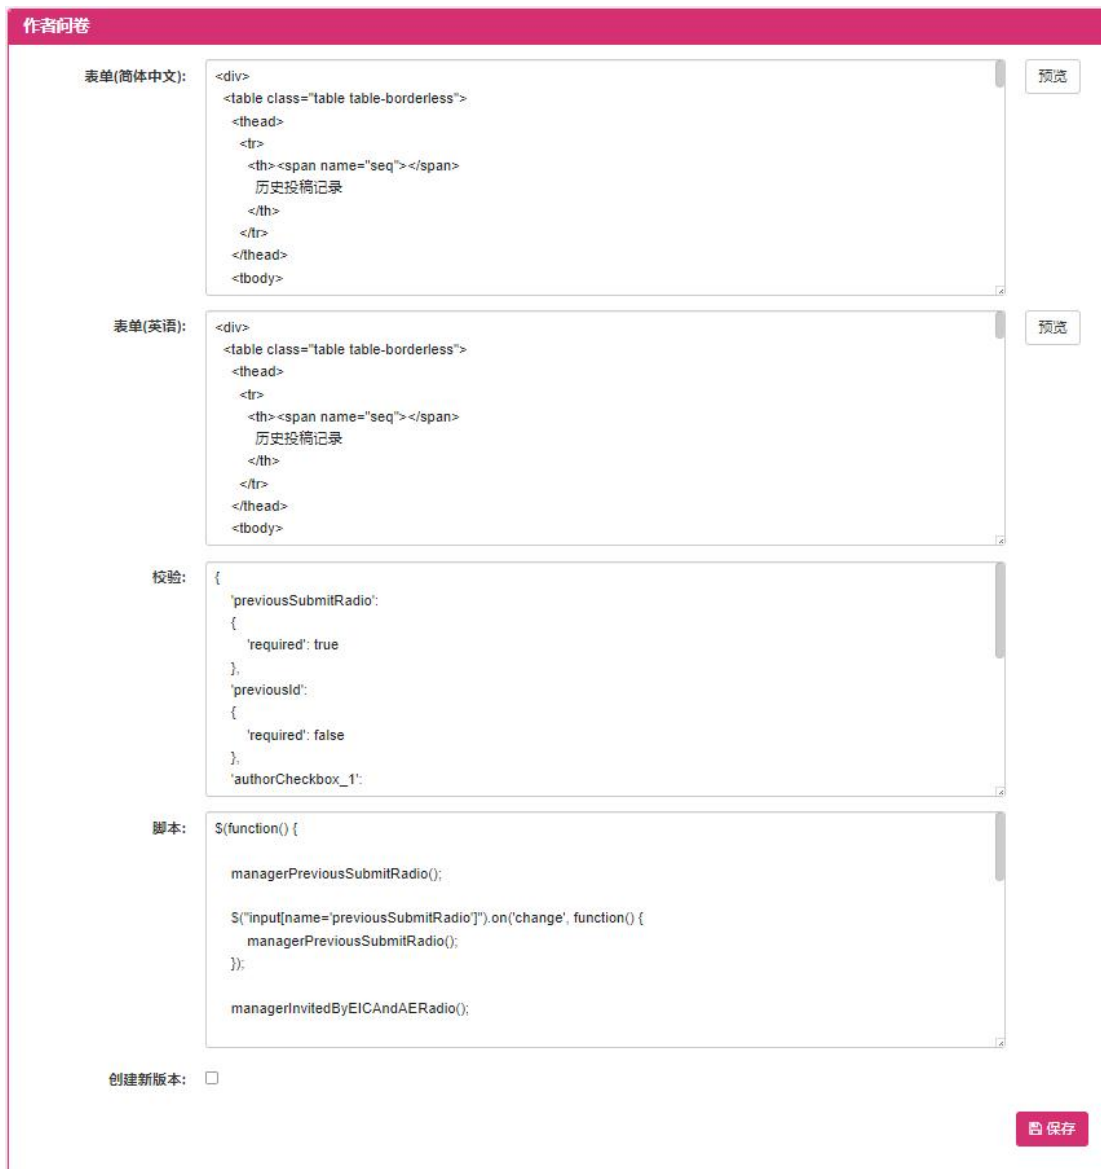 作者问卷
表单(简体中文):
<div>
<table class="table table-borderless">
<thead>
<tr>
<th><span name="seq"></span>
历史投稿记录
</th>
</tr>
</thead>
<tbody>
预览
表单(英语):
<div>
<table class="table table-borderless">
<thead>
<tr>
<th><span name="seq"></span>
历史投稿记录
</th>
</tr>
</thead>
<tbody>
预览
校验:
{
'previousSubmitRadio':
{
'required': true
},
'previousId':
{
'required': false
},
'authorCheckbox_1':
脚本:
$(function() {
managerPreviousSubmitRadio();
$("input[name='previousSubmitRadio']").on('change', function() {
managerPreviousSubmitRadio();
});
managerInvitedByEICAndAERadio();
创建新版本:
保存